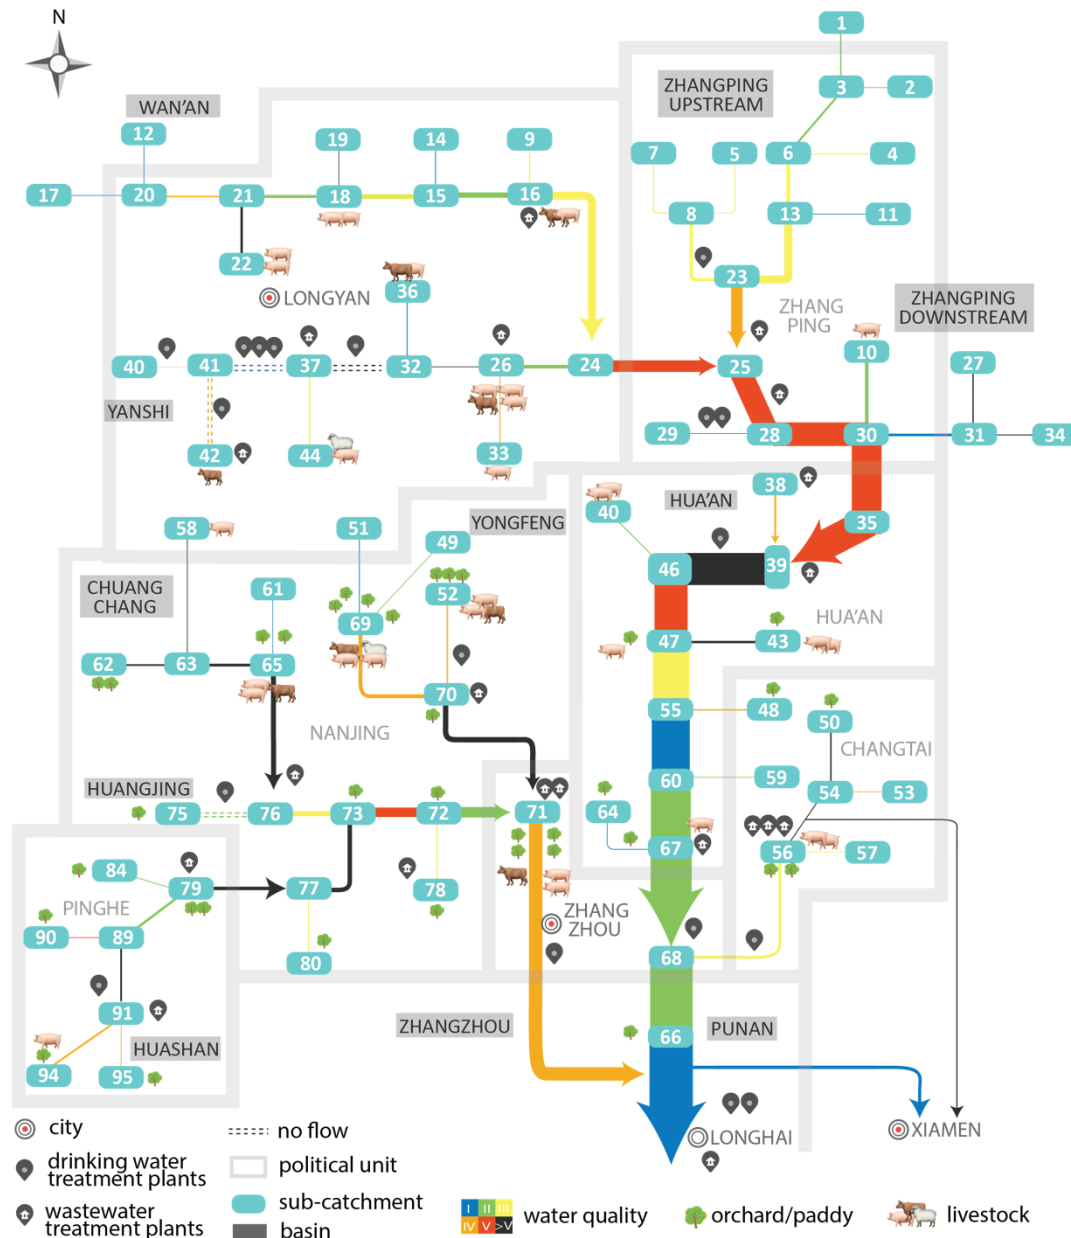 N
1
3
2
ZHANGPING
UPSTREAM
WAN'AN
12
19
14
9
7
5
6
4
17
20
21
18
15
16
8
13
11
22
36
LONGYAN
23
ZHANG
PING
ZHANGPING
DOWNSTREAM
10
27
40
41
37
32
26
24
25
YANSHI
29
28
30
31
34
42
44
33
38
HUA'AN
40
58
51
YONGFENG
49
35
39
46
CHUANG
CHANG
61
52
69
HUA'AN
47
43
62
63
65
70
55
48
50
NANJING
CHANGTAI
60
59
54
53
HUANGJING
75
76
73
72
71
64
67
56
57
84
79
77
78
PINGHE
90
89
80
ZHANG
ZHOU
68
91
ZHANGZHOU
66
PUNAN
HUASHAN
94
95
city
no flow
LONGHAI
XIAMEN
drinking water
treatment plants
political unit
sub-catchment
wastewater
treatment plants
basin
I II III
IV V >V
water quality
orchard/paddy
livestock